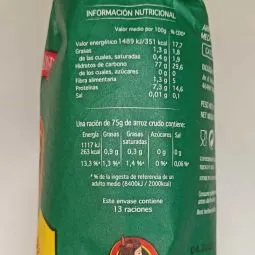 INFORMACIÓN NUTRICIONAL
Valor medio por 100g % CDO*
Valor energético 1489 kJ/351 kcal 17,7
Grasas 1,3 1,8
de las cuales, saturadas 0,4 1,9
Hidratos de carbono 77 29,6
de los cuales, azúcares 0 0
Fibra alimentaria 1,3 5
Proteínas 7,3 14,6
Sal 0,01 g 0,1
Una ración de 75g de arroz crudo contiene:
Energía Grasas Grasas saturadas Azúcares Sal
1117 kJ
263 kcal 0,9 g 0,3 g 0 g 0 g
13,3 %* 1,3 %* 1,4 %* 0 %* 0,06 %*
* % de la ingesta de referencia de un
adulto medio (8400kJ / 2000kcal)
Este envase contiene
13 raciones